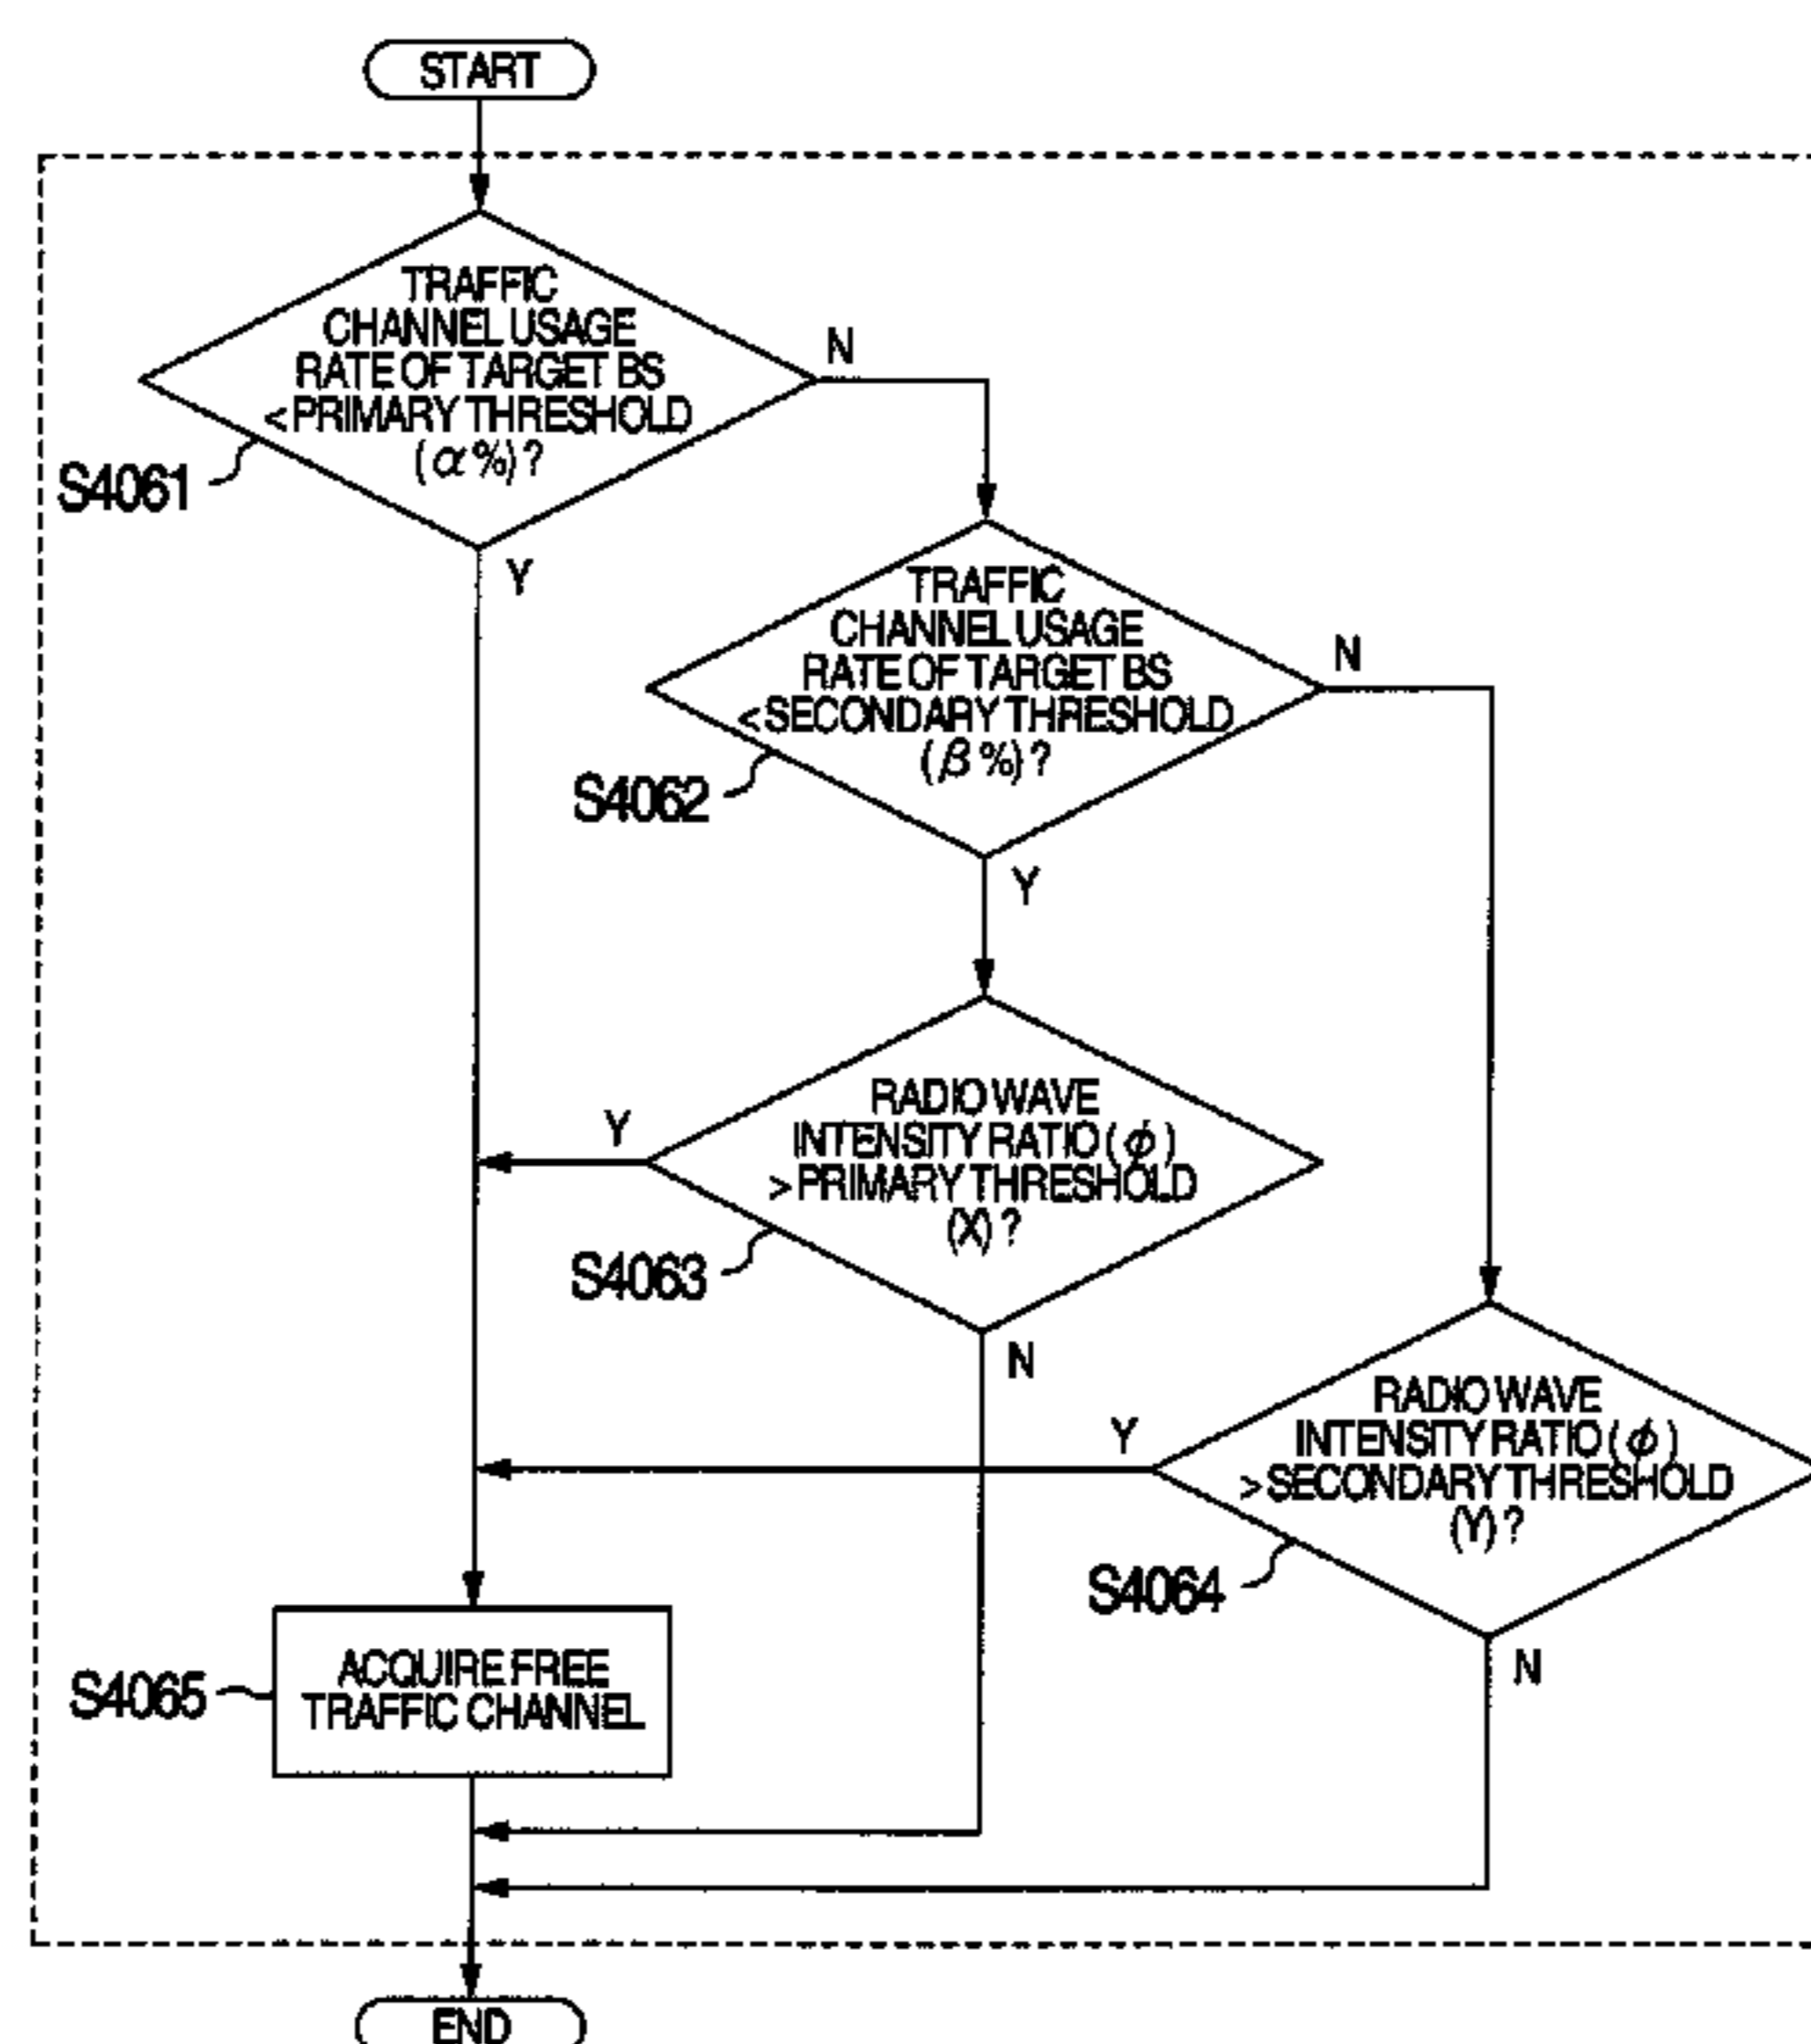 START
TRAFFIC
CHANNEL USAGE
RATE OF TARGET BS
<PRIMARY THRESHOLD
(α%)?
N
S4061
Y
TRAFFIC
CHANNEL USAGE
RATE OF TARGET BS
<SECONDARY THRESHOLD
(β%)?
N
S4062
Y
RADIO WAVE
INTENSITY RATIO (ϕ)
>PRIMARY THRESHOLD
(X)?
Y
S4063
N
RADIO WAVE
INTENSITY RATIO (ϕ)
>SECONDARY THRESHOLD
(Y)?
Y
S4064
N
ACQUIRE FREE
TRAFFIC CHANNEL
S4065
END